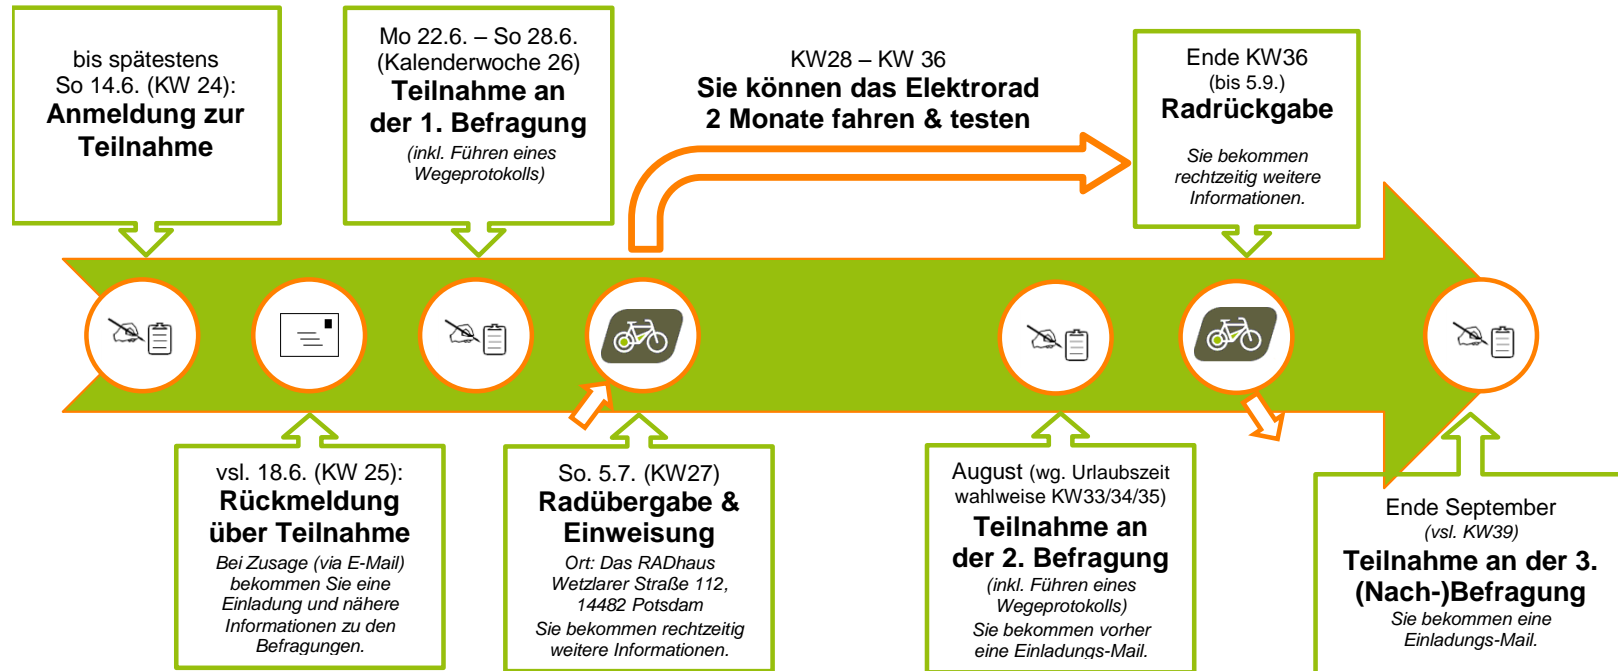 bis spätestens
So 14.6. (KW 24):
Anmeldung zur
Teilnahme
Mo 22.6. – So 28.6.
(Kalenderwoche 26)
Teilnahme an
der 1. Befragung
(inkl. Führen eines
Wegeprotokolls)
KW28 – KW 36
Sie können das Elektrorad
2 Monate fahren & testen
Ende KW36
(bis 5.9.)
Radrückgabe
Sie bekommen
rechtzeitig weitere
Informationen.
vsl. 18.6. (KW 25):
Rückmeldung
über Teilnahme
Bei Zusage (via E-Mail)
bekommen Sie eine
Einladung und nähere
Informationen zu den
Befragungen.
So. 5.7. (KW27)
Radübergabe &
Einweisung
Ort: Das RADhaus
Wetzlarer Straße 112,
14482 Potsdam
Sie bekommen rechtzeitig
weitere Informationen.
August (wg. Urlaubszeit
wahlweise KW33/34/35)
Teilnahme an
der 2. Befragung
(inkl. Führen eines
Wegeprotokolls)
Sie bekommen vorher
eine Einladungs-Mail.
Ende September
(vsl. KW39)
Teilnahme an der 3.
(Nach-)Befragung
Sie bekommen eine
Einladungs-Mail.